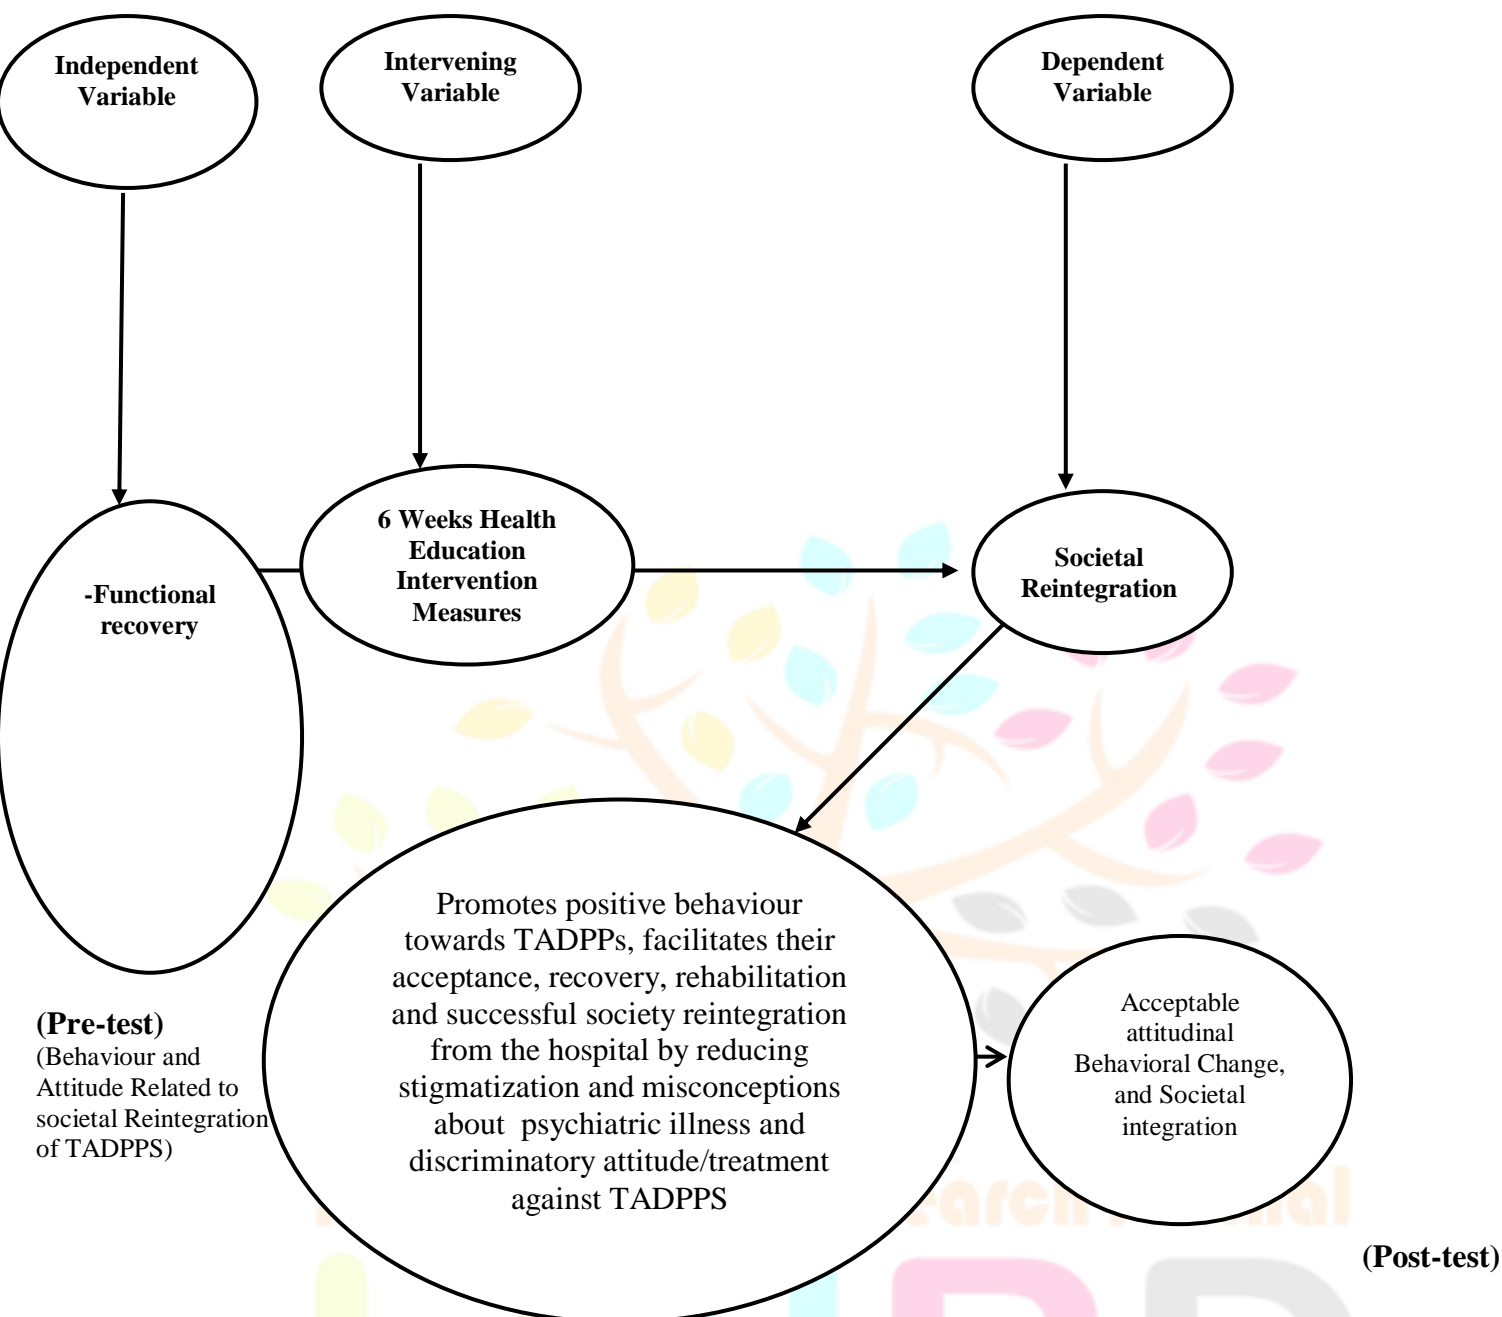 Independent
Variable
Intervening
Variable
Dependent
Variable
-Functional
recovery
6 Weeks Health
Education
Intervention
Measures
Societal
Reintegration
Promotes positive behaviour
towards TADPPs, facilitates their
acceptance, recovery, rehabilitation
and successful society reintegration
from the hospital by reducing
stigmatization and misconceptions
about psychiatric illness and
discriminatory attitude/treatment
against TADPPS
(Pre-test)
(Behaviour and
Attitude Related to
societal Reintegration
of TADPPS)
Acceptable
attitudinal
Behavioral Change,
and Societal
integration
(Post-test)